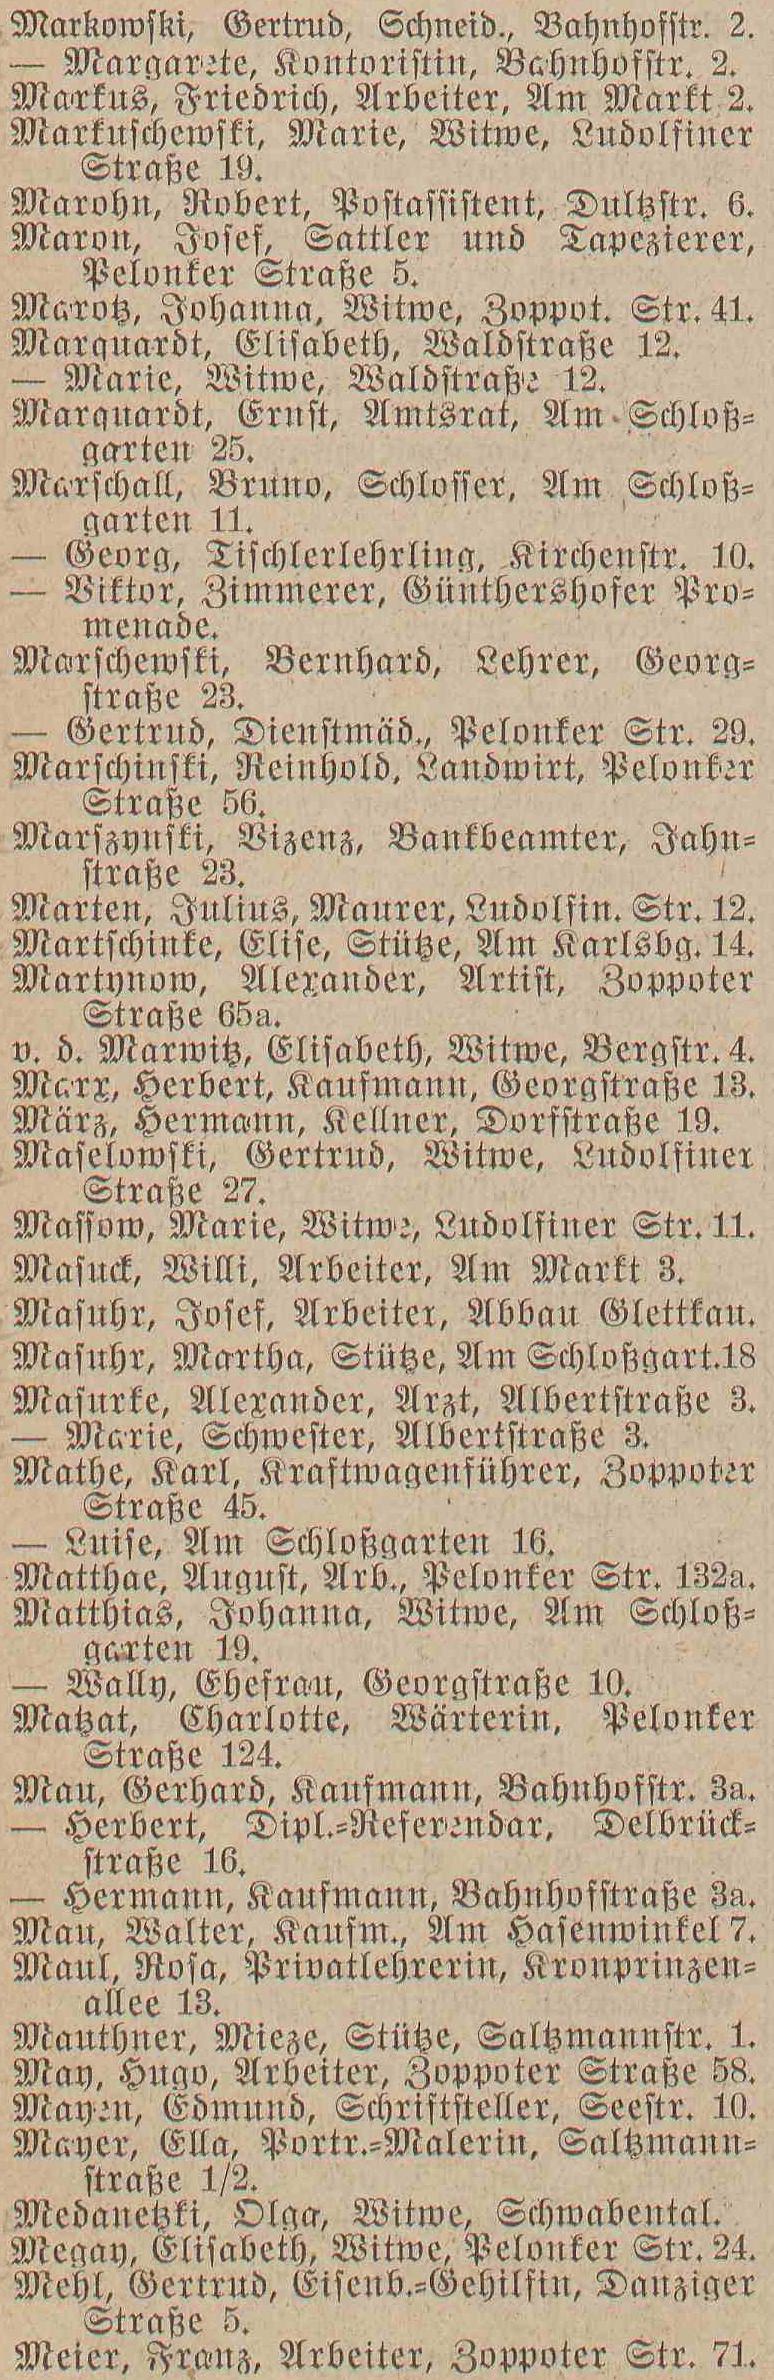 Markowski, Gertrud, Schneid., Bahnhofstr. 2.
— Margarete, Kontoristin, Bahnhofstr. 2.
Markus, Friedrich, Arbeiter, Am Markt 2.
Markuschewski, Marie, Witwe, Ludolfiner
Straße 19.
Marohn, Robert, Postassistent, Dultzstr. 6.
Maron, Josef, Sattler und Tapezierer,
Pelonker Straße 5.
Marotz, Johanna, Witwe, Zoppot. Str. 41.
Marquardt, Elisabeth, Waldstraße 12.
— Marie, Witwe, Waldstraße 12.
Marquardt, Ernst, Amtsrat, Am Schloß-
garten 25.
Marschall, Bruno, Schlosser, Am Schloß-
garten 11.
— Georg, Tischlerlehrling, Kirchenstr. 10.
— Viktor, Zimmerer, Günthershofer Pro-
menade.
Marschewski, Bernhard, Lehrer, Georg-
straße 23.
— Gertrud, Dienstmäd., Pelonker Str. 29.
Marschinski, Reinhold, Landwirt, Pelonker
Straße 56.
Marszynski, Vizenz, Bankbeamter, Jahn-
straße 23.
Marten, Julius, Maurer, Ludolfin. Str. 12.
Martschinke, Elise, Stütze, Am Karlsbg. 14.
Martynow, Alexander, Artist, Zoppoter
Straße 65a.
v. d. Marwitz, Elisabeth, Witwe, Bergstr. 4.
Marx, Herbert, Kaufmann, Georgstraße 13.
März, Hermann, Kellner, Dorfstraße 19.
Maselowski, Gertrud, Witwe, Ludolfiner
Straße 27.
Massow, Marie, Witwe, Ludolfiner Str. 11.
Masuck, Willi, Arbeiter, Am Markt 3.
Masuhr, Josef, Arbeiter, Abbau Glettkau.
Masuhr, Martha, Stütze, Am Schloßgart.18
Masurke, Alexander, Arzt, Albertstraße 3.
— Marie, Schwester, Albertstraße 3.
Mathe, Karl, Kraftwagenführer, Zoppoter
Straße 45.
— Luise, Am Schloßgarten 16.
Matthae, August, Arb., Pelonker Str. 132a.
Matthias, Johanna, Witwe, Am Schloß-
garten 19.
— Wally, Ehefrau, Georgstraße 10.
Matzat, Charlotte, Wärterin, Pelonker
Straße 124.
Mau, Gerhard, Kaufmann, Bahnhofstr. 3a.
— Herbert, Dipl.-Referendar, Delbrück-
straße 16.
— Hermann, Kaufmann, Bahnhofstraße 3a.
Mau, Walter, Kaufm., Am Hasenwinkel 7.
Maul, Rosa, Privatlehrerin, Kronprinzen-
allee 13.
Mauthner, Mieze, Stütze, Saltzmannstr. 1.
May, Hugo, Arbeiter, Zoppoter Straße 58.
Mayen, Edmund, Schriftsteller, Seestr. 10.
Mayer, Ella, Portr.-Malerin, Saltzmann-
straße 1/2.
Medanetzki, Olga, Witwe, Schwabental.
Megay, Elisabeth, Witwe, Pelonker Str. 24.
Mehl, Gertrud, Eisenb.-Gehilfin, Danziger
Straße 5.
Meier, Franz, Arbeiter, Zoppoter Str. 71.